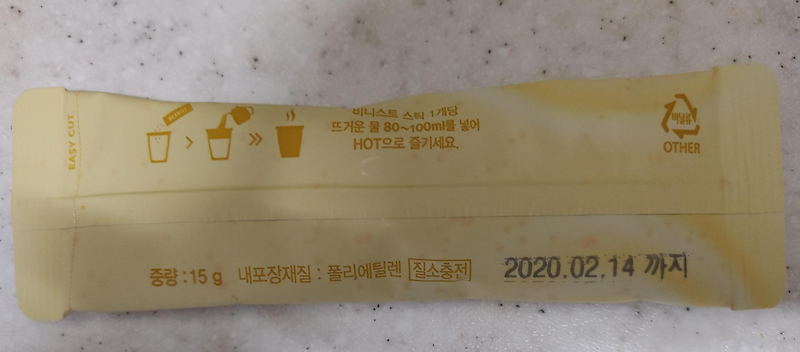 EASY CUT
비니스트 스틱 1개당
뜨거운 물 80~100ml를 넣어
HOT으로 즐기세요.
비닐류
OTHER
중량 : 15 g 내포장재질 : 폴리에틸렌 질소충전
2020.02.14 까지